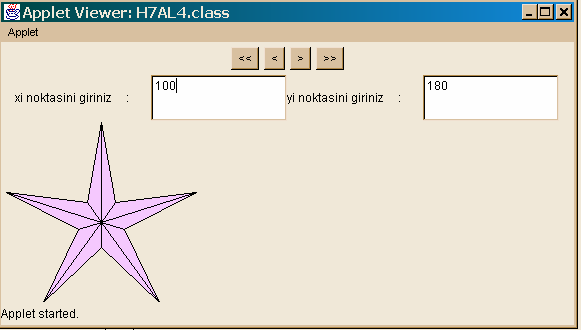 Applet Viewer: H7AL4.class
Applet
<< < > >>
xi noktasini giriniz : 100 yi noktasini giriniz : 180
Applet started.